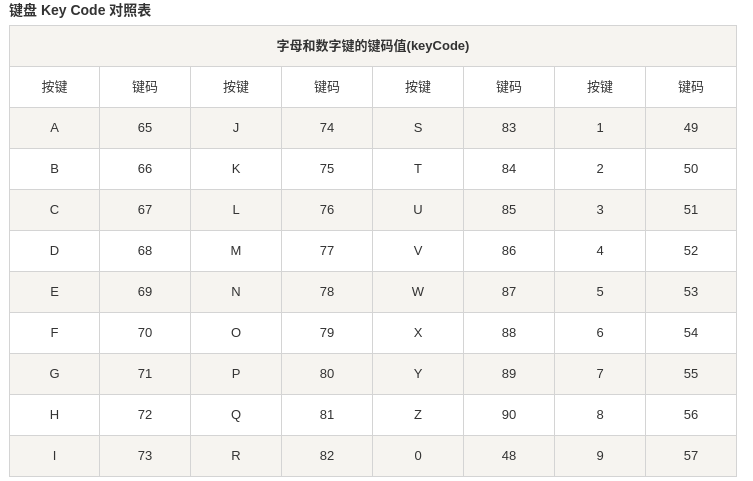 键盘 Key Code 对照表
字母和数字键的键码值(keyCode)
按键 键码 按键 键码 按键 键码 按键 键码
A 65 J 74 S 83 1 49
B 66 K 75 T 84 2 50
C 67 L 76 U 85 3 51
D 68 M 77 V 86 4 52
E 69 N 78 W 87 5 53
F 70 O 79 X 88 6 54
G 71 P 80 Y 89 7 55
H 72 Q 81 Z 90 8 56
I 73 R 82 0 48 9 57